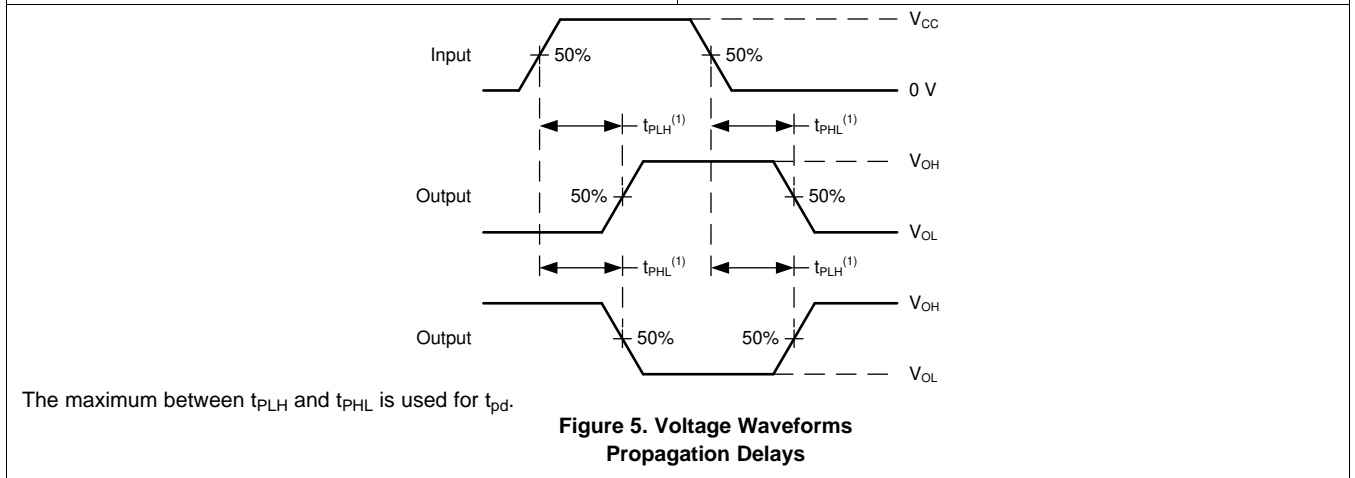 V_CC
Input 50% 50%
0 V
t_PLH^(1) t_PHL^(1)
V_OH
Output 50% 50%
V_OL
t_PHL^(1) t_PLH^(1)
V_OH
Output 50% 50%
V_OL
The maximum between t_PLH and t_PHL is used for t_pd.
Figure 5. Voltage Waveforms
Propagation Delays